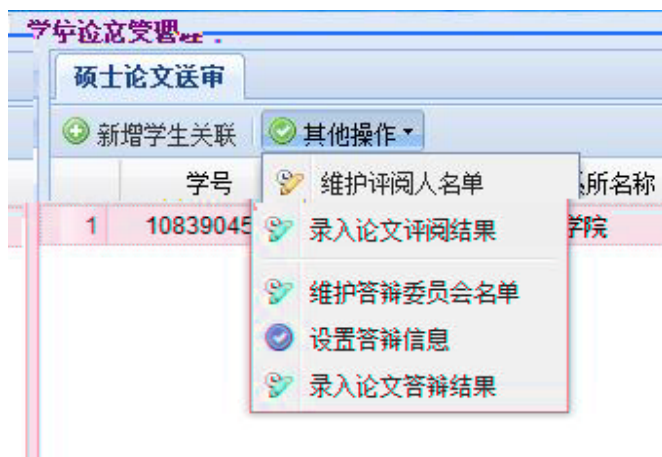 学位论文管理
硕士论文送审
新增学生关联 其他操作
学号 所名称
维护评阅人名单
1 10839045 学院
录入论文评阅结果
维护答辩委员会名单
设置答辩信息
录入论文答辩结果